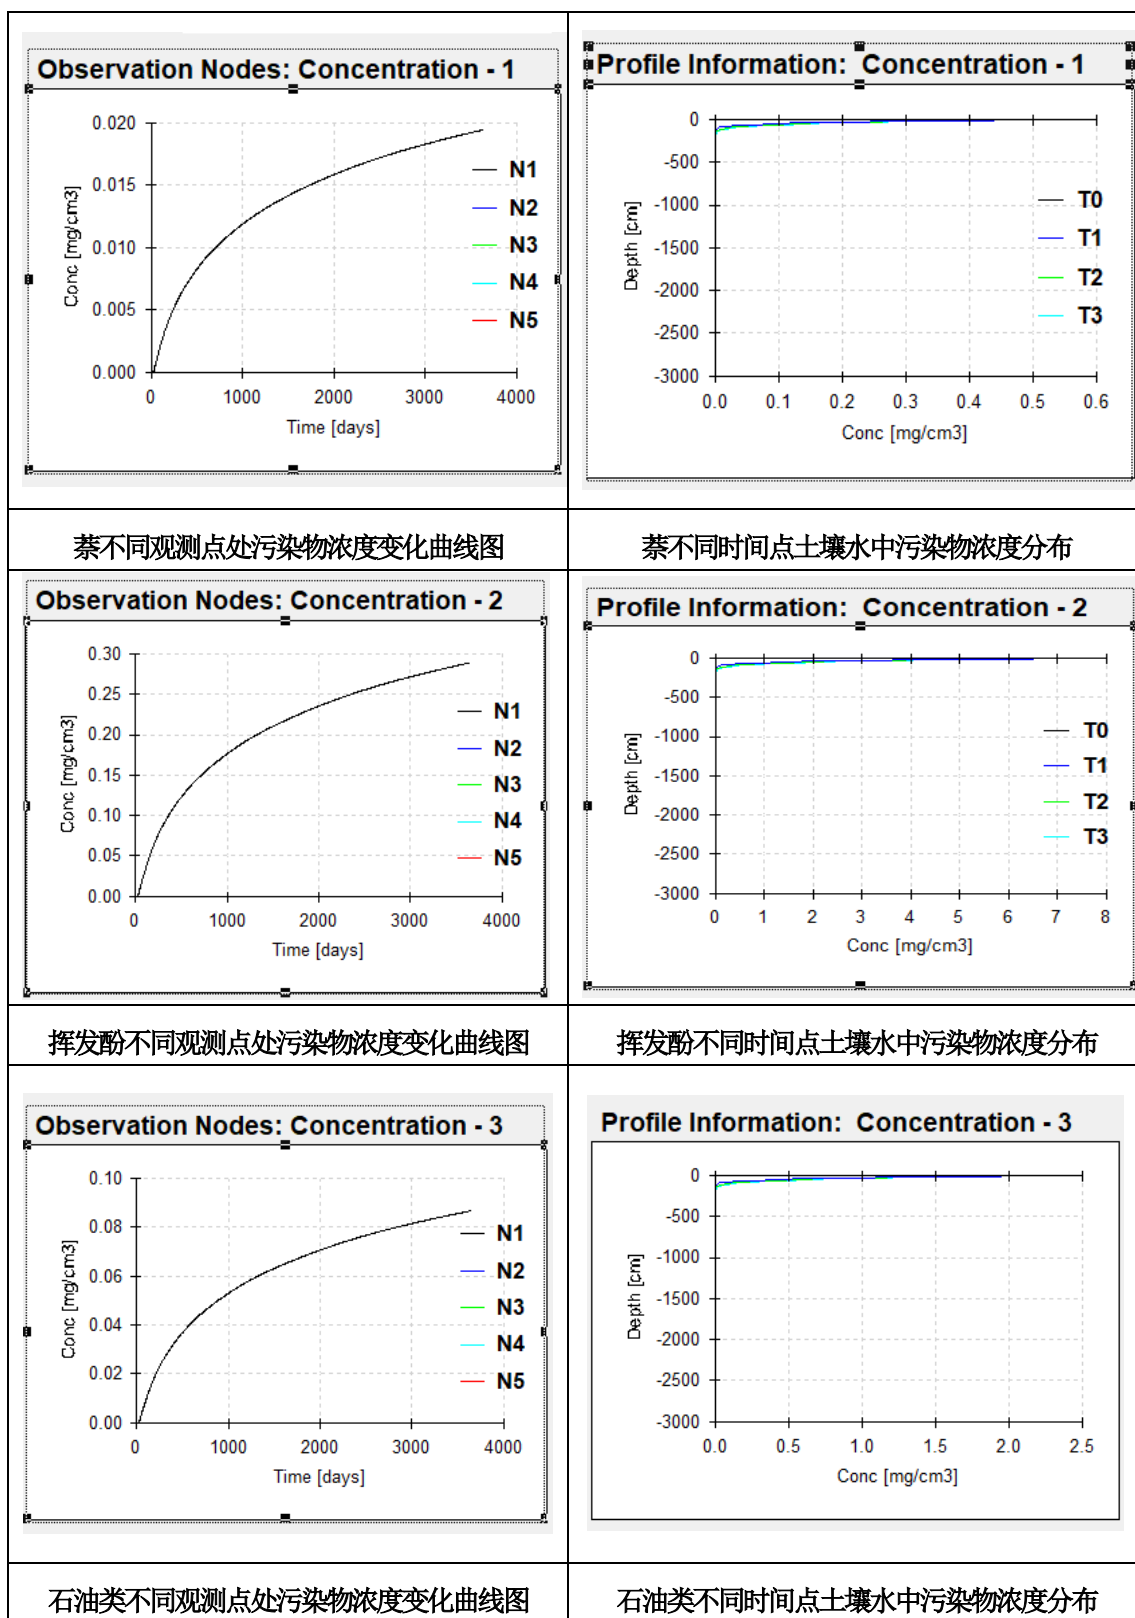 Observation Nodes: Concentration - 1
Conc [mg/cm3]
0.020
0.015
0.010
0.005
0.000
0 1000 2000 3000 4000
Time [days]
N1
N2
N3
N4
N5
Profile Information: Concentration - 1
Depth [cm]
0
-500
-1000
-1500
-2000
-2500
-3000
0.0 0.1 0.2 0.3 0.4 0.5 0.6
Conc [mg/cm3]
T0
T1
T2
T3
萘不同观测点处污染物浓度变化曲线图
萘不同时间点土壤水中污染物浓度分布
Observation Nodes: Concentration - 2
Conc [mg/cm3]
0.30
0.25
0.20
0.15
0.10
0.05
0.00
0 1000 2000 3000 4000
Time [days]
N1
N2
N3
N4
N5
Profile Information: Concentration - 2
Depth [cm]
0
-500
-1000
-1500
-2000
-2500
-3000
0 1 2 3 4 5 6 7 8
Conc [mg/cm3]
T0
T1
T2
T3
挥发酚不同观测点处污染物浓度变化曲线图
挥发酚不同时间点土壤水中污染物浓度分布
Observation Nodes: Concentration - 3
Conc [mg/cm3]
0.10
0.08
0.06
0.04
0.02
0.00
0 1000 2000 3000 4000
Time [days]
N1
N2
N3
N4
N5
Profile Information: Concentration - 3
Depth [cm]
0
-500
-1000
-1500
-2000
-2500
-3000
0.0 0.5 1.0 1.5 2.0 2.5
Conc [mg/cm3]
石油类不同观测点处污染物浓度变化曲线图
石油类不同时间点土壤水中污染物浓度分布